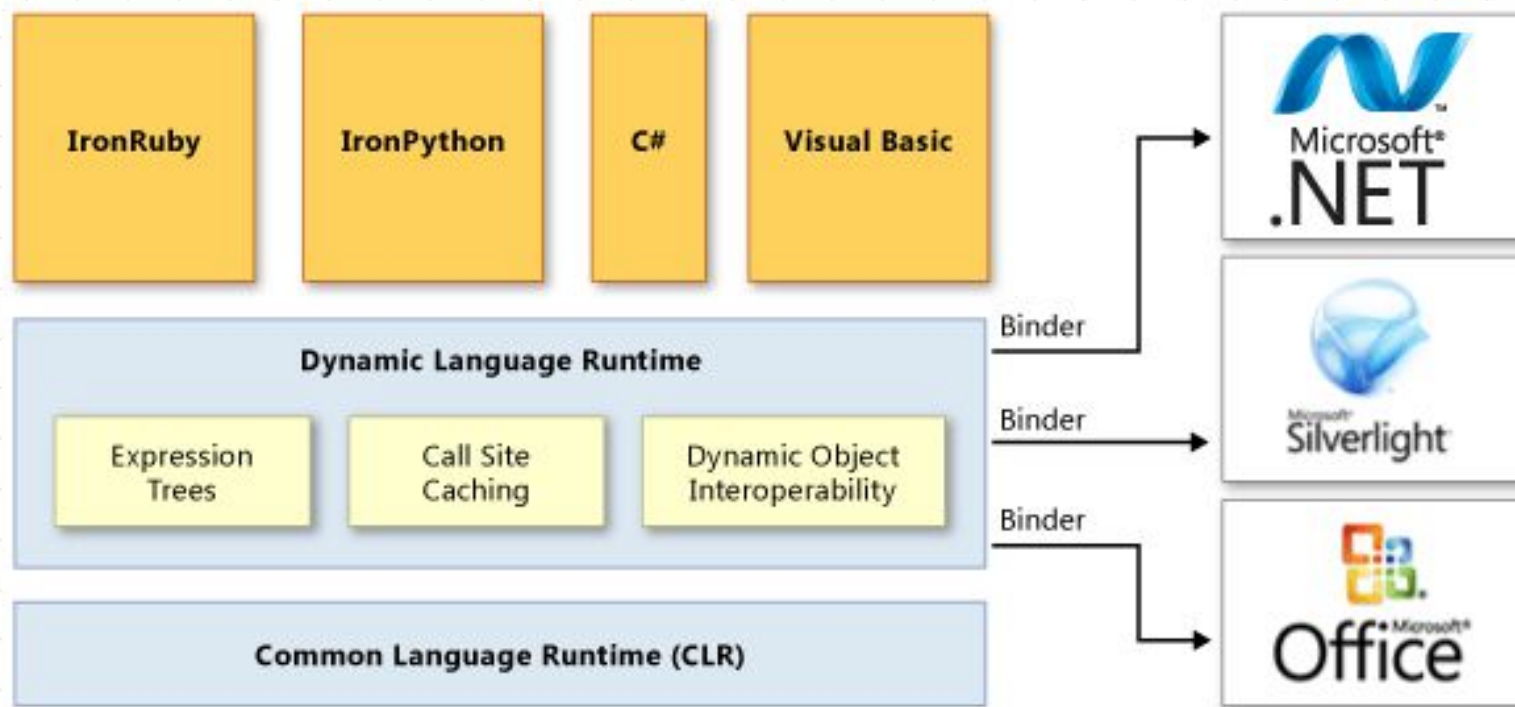 IronRuby
IronPython
C#
Visual Basic
Dynamic Language Runtime
Expression
Trees
Call Site
Caching
Dynamic Object
Interoperability
Common Language Runtime (CLR)
Binder
Binder
Binder
™
Microsoft®
.NET
Microsoft®
Silverlight
Microsoft®
Office